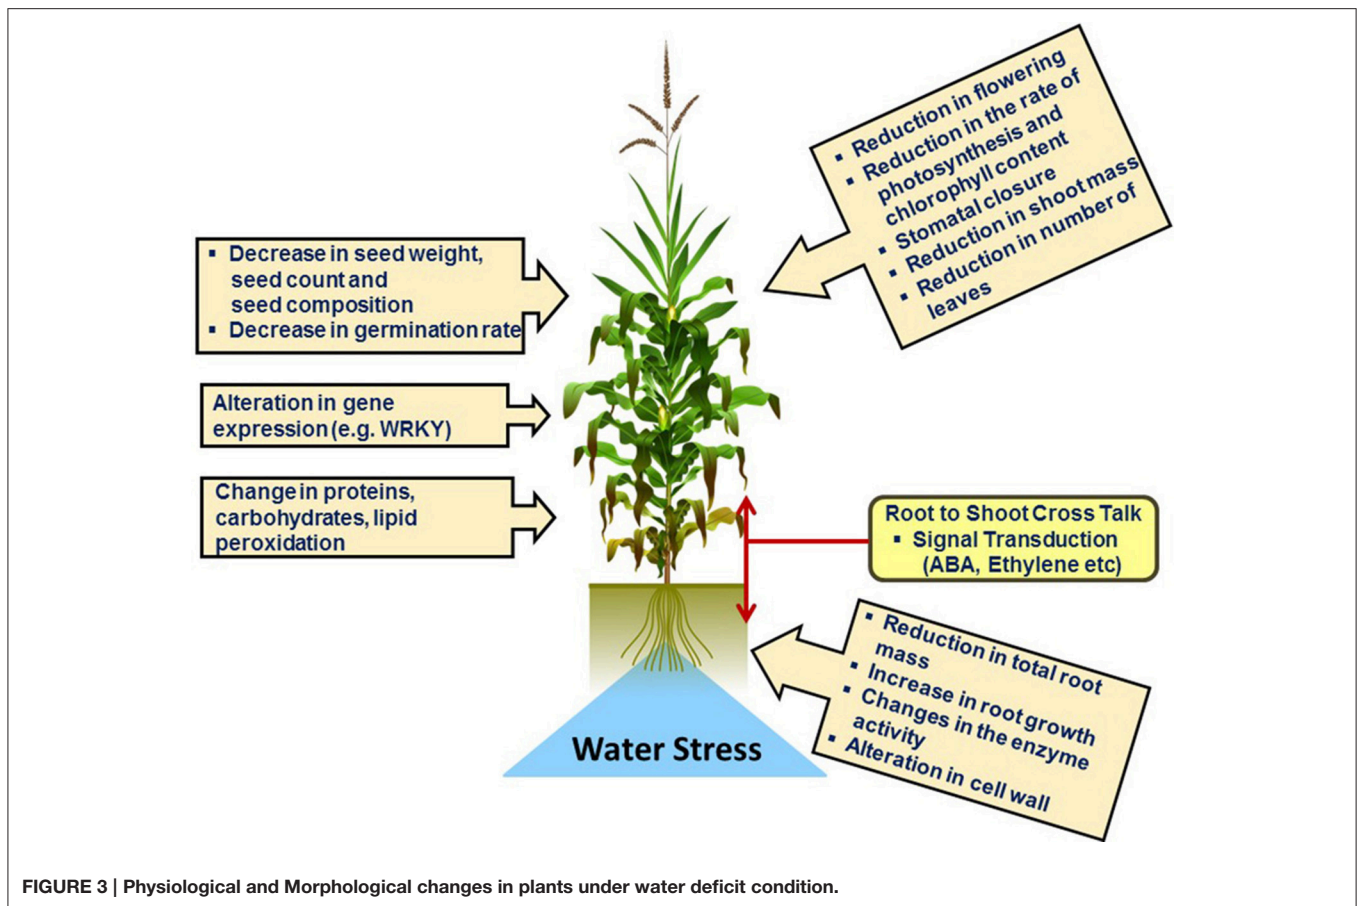 ▪ Reduction in flowering
▪ Reduction in the rate of
photosynthesis and
chlorophyll content
▪ Stomatal closure
▪ Reduction in shoot mass
▪ Reduction in number of
leaves
▪ Decrease in seed weight,
seed count and
seed composition
▪ Decrease in germination rate
Alteration in gene
expression (e.g. WRKY)
Change in proteins,
carbohydrates, lipid
peroxidation
Root to Shoot Cross Talk
▪ Signal Transduction
(ABA, Ethylene etc)
▪ Reduction in total root
mass
▪ Increase in root growth
▪ Changes in the enzyme
activity
▪ Alteration in cell wall
Water Stress
FIGURE 3 | Physiological and Morphological changes in plants under water deficit condition.